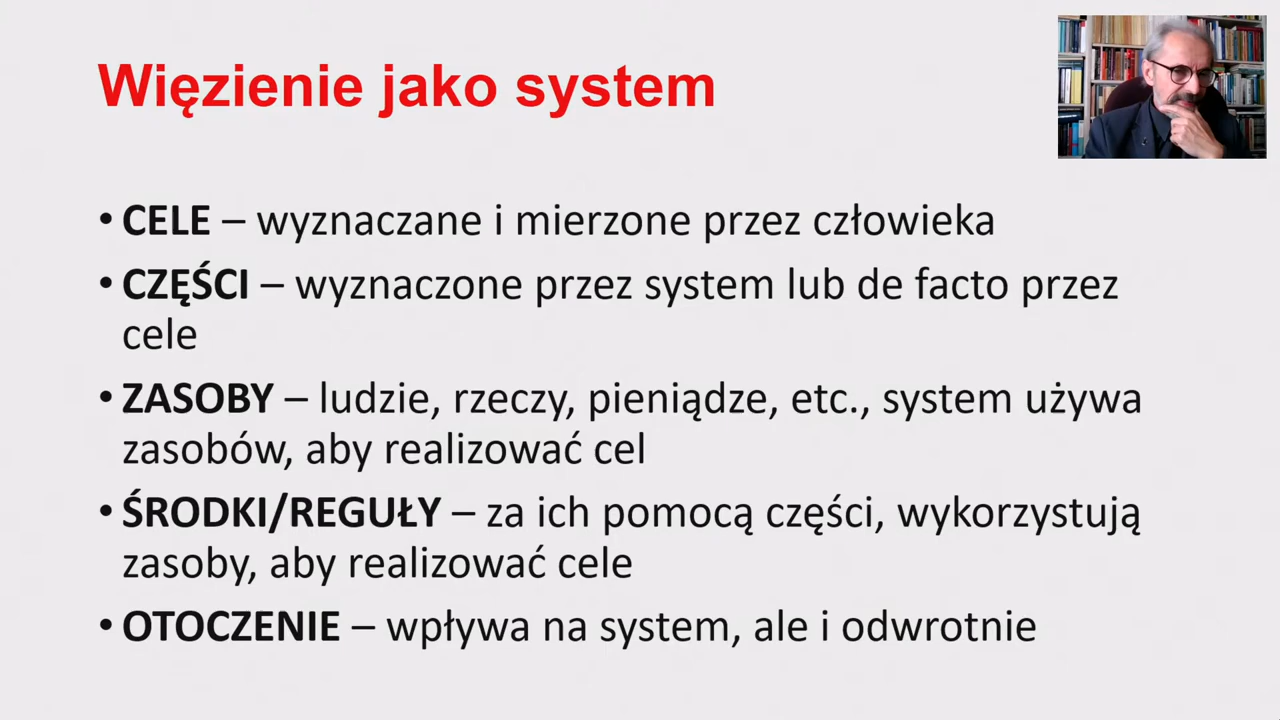 Więzienie jako system
• CELE – wyznaczane i mierzone przez człowieka
• CZĘŚCI – wyznaczone przez system lub de facto przez
cele
• ZASOBY – ludzie, rzeczy, pieniądze, etc., system używa
zasobów, aby realizować cel
• ŚRODKI/REGUŁY – za ich pomocą części, wykorzystują
zasoby, aby realizować cele
• OTOCZENIE – wpływa na system, ale i odwrotnie